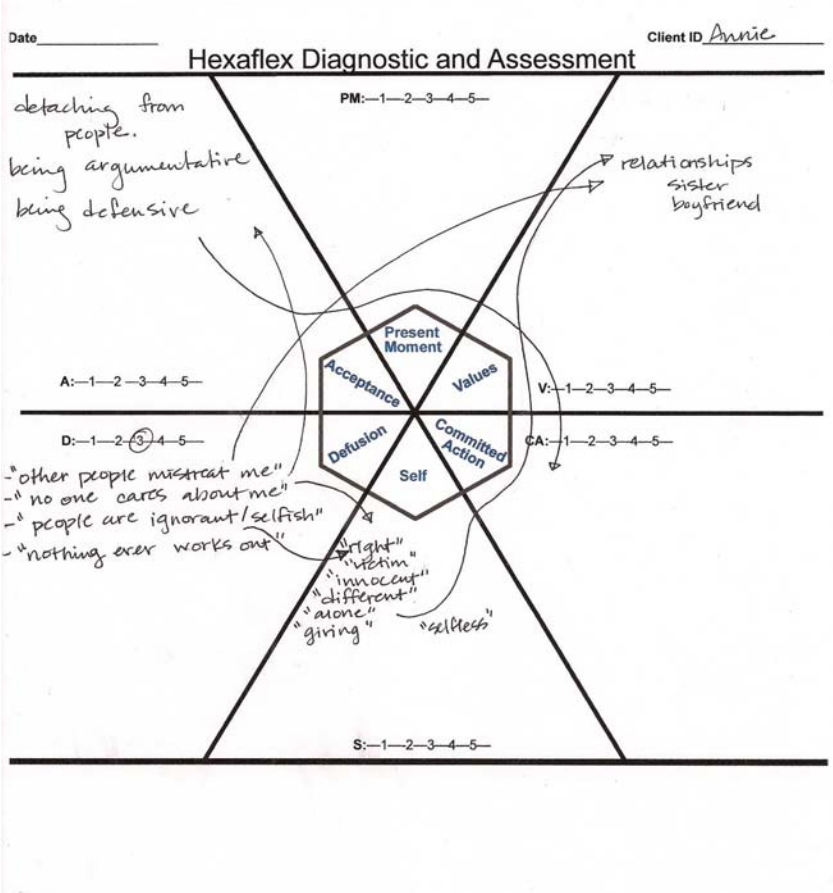 Date
Client ID Annie
Hexaflex Diagnostic and Assessment
PM:—1—2—3—4—5—
detaching from
people.
being argumentative
being defensive
relationships
sister
boyfriend
Present
Moment
Acceptance
Values
A:—1—2—3—4—5—
V:—1—2—3—4—5—
D:—1—2—3—4—5—
CA:—1—2—3—4—5—
Defusion
Committed
Action
Self
-"other people mistreat me"
-"no one cares about me"
-"people are ignorant/selfish"
-"nothing ever works out"
"right"
"victim"
"innocent"
"different"
"alone"
"giving"
"selfless"
S:—1—2—3—4—5—